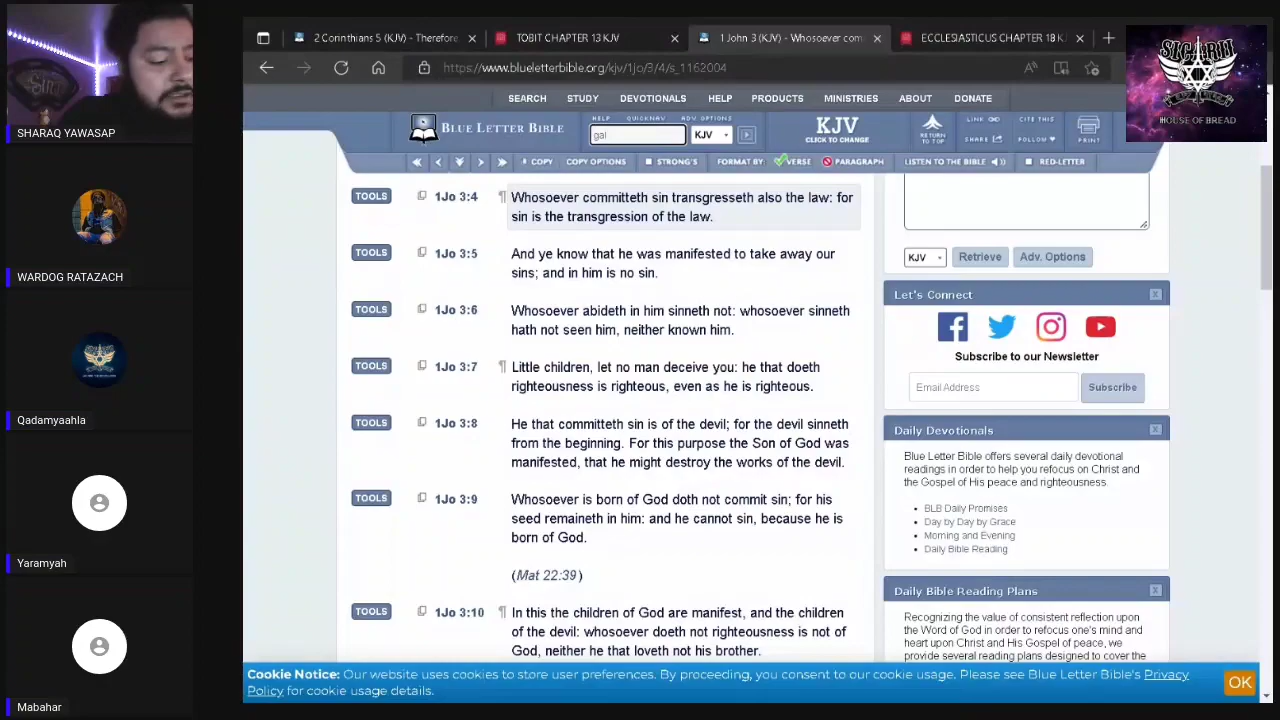 SHARAQ YAWASAP
WARDOG RATAZACH
Qadamyaahla
Yaramyah
Mabahar
2 Corinthians 5 (KJV) - Therefore
TOBIT CHAPTER 13 KJV
1 John 3 (KJV) - Whosoever com
ECCLESIASTICUS CHAPTER 18 K
https://www.blueletterbible.org/kjv/1jo/3/4/s_1162004
SICARII
HOUSE OF BREAD
SEARCH STUDY DEVOTIONALS HELP PRODUCTS MINISTRIES ABOUT DONATE
BLUE LETTER BIBLE
HELP QUICKNAV ADV. OPTIONS
gal KJV
KJV
CLICK TO CHANGE
RETURN
TO TOP
LINK CITE THIS
SHARE FOLLOW
PRINT
COPY COPY OPTIONS STRONG'S FORMAT BY VERSE PARAGRAPH LISTEN TO THE BIBLE RED-LETTER
TOOLS 1Jo 3:4 ¶ Whosoever committeth sin transgresseth also the law: for
sin is the transgression of the law.
TOOLS 1Jo 3:5 And ye know that he was manifested to take away our
sins; and in him is no sin.
TOOLS 1Jo 3:6 Whosoever abideth in him sinneth not: whosoever sinneth
hath not seen him, neither known him.
TOOLS 1Jo 3:7 ¶ Little children, let no man deceive you: he that doeth
righteousness is righteous, even as he is righteous.
TOOLS 1Jo 3:8 He that committeth sin is of the devil; for the devil sinneth
from the beginning. For this purpose the Son of God was
manifested, that he might destroy the works of the devil.
TOOLS 1Jo 3:9 Whosoever is born of God doth not commit sin; for his
seed remaineth in him: and he cannot sin, because he is
born of God.
(Mat 22:39)
TOOLS 1Jo 3:10 ¶ In this the children of God are manifest, and the children
of the devil: whosoever doeth not righteousness is not of
God, neither he that loveth not his brother.
KJV Retrieve Adv. Options
Let's Connect
Subscribe to our Newsletter
Email Address Subscribe
Daily Devotionals
Blue Letter Bible offers several daily devotional
readings in order to help you refocus on Christ and
the Gospel of His peace and righteousness.
BLB Daily Promises
Day by Day by Grace
Morning and Evening
Daily Bible Reading
Daily Bible Reading Plans
Recognizing the value of consistent reflection upon
the Word of God in order to refocus one's mind and
heart upon Christ and His Gospel of peace, we
provide several reading plans designed to cover the
Cookie Notice: Our website uses cookies to store user preferences. By proceeding, you consent to our cookie usage. Please see Blue Letter Bible's Privacy
Policy for cookie usage details.
OK